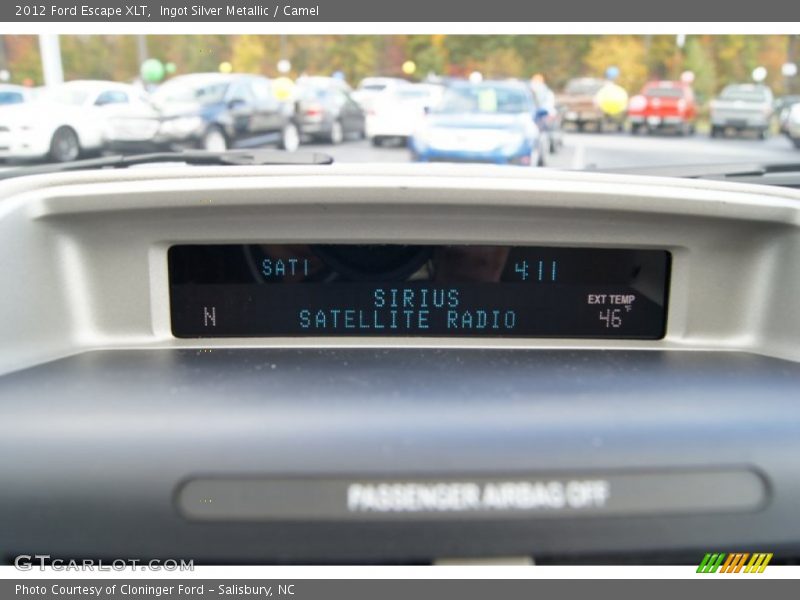 2012 Ford Escape XLT, Ingot Silver Metallic / Camel
SAT1 4:11
SIRIUS
EXT TEMP
N SATELLITE RADIO 46°F
PASSENGER AIRBAG OFF
GTCARLOT.COM
Photo Courtesy of Cloninger Ford - Salisbury, NC